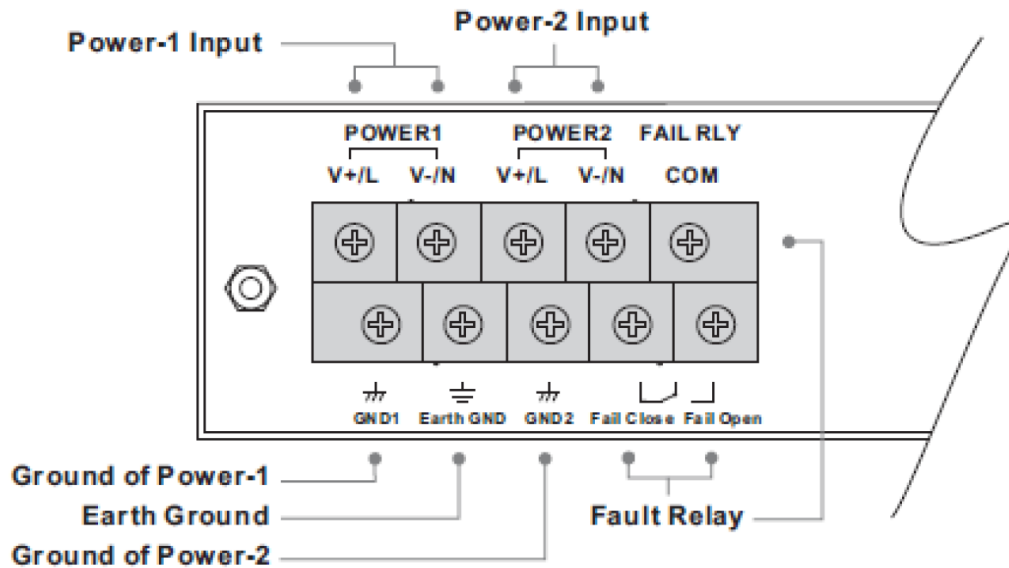 Power-1 Input
Power-2 Input
POWER1 POWER2 FAIL RLY
V+/L V-/N V+/L V-/N COM
GND1 Earth GND GND2 Fail Close Fail Open
Ground of Power-1
Earth Ground
Ground of Power-2
Fault Relay